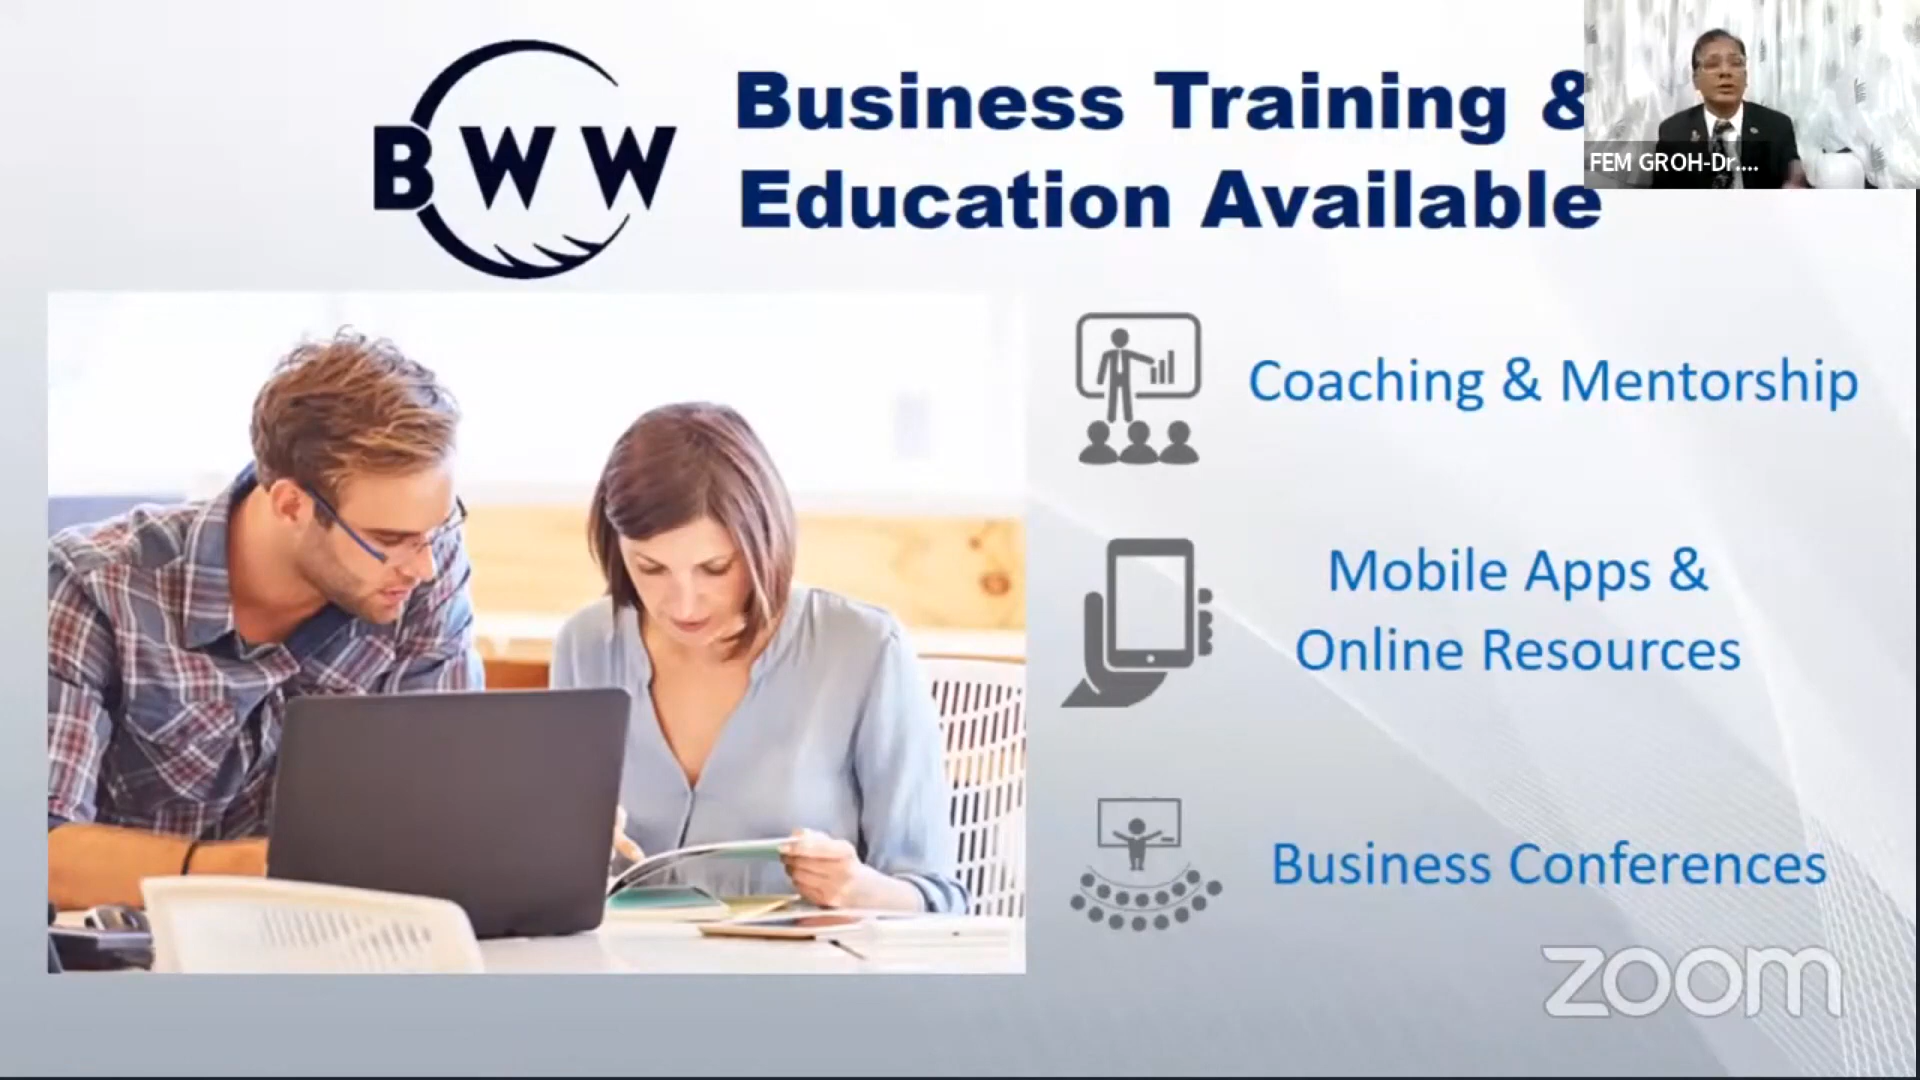 BWW
Business Training &
Education Available
FEM GROH-Dr....
Coaching & Mentorship
Mobile Apps &
Online Resources
Business Conferences
zoom